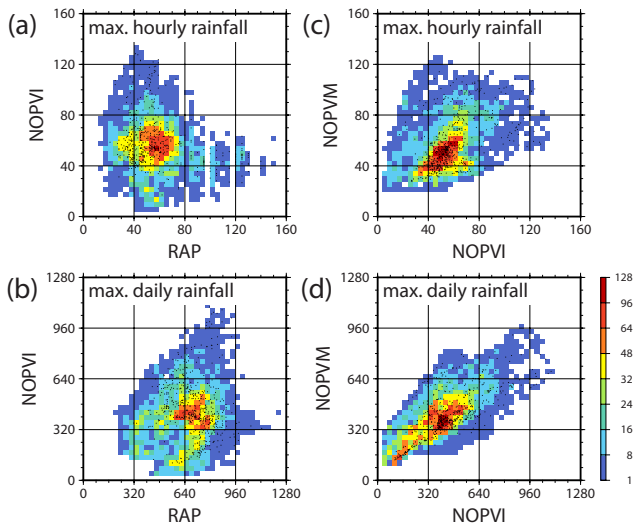 (a)
max. hourly rainfall
NOPVI
160
120
80
40
0
0 40 80 120 160
RAP
(c)
max. hourly rainfall
NOPVM
160
120
80
40
0
0 40 80 120 160
NOPVI
(b)
max. daily rainfall
NOPVI
1280
960
640
320
0
0 320 640 960 1280
RAP
(d)
max. daily rainfall
NOPVM
1280
960
640
320
0
0 320 640 960 1280
NOPVI
128
96
64
48
32
24
16
8
1